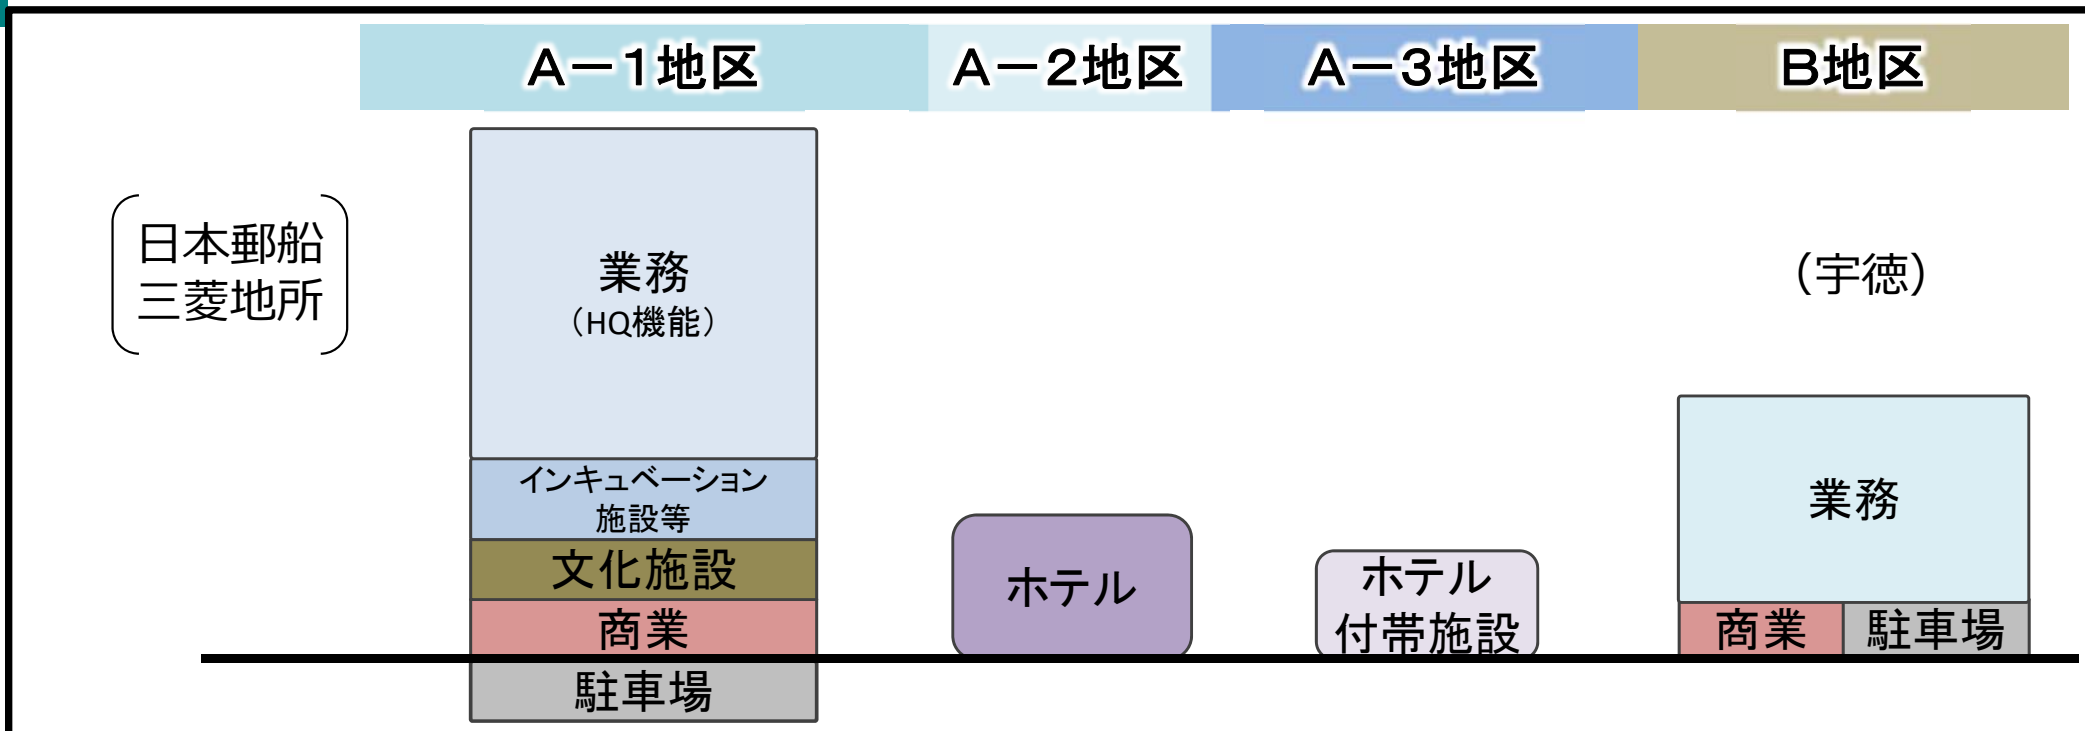 A－1地区
A－2地区
A－3地区
B地区
日本郵船
三菱地所
業務
（HQ機能）
インキュベーション
施設等
文化施設
商業
駐車場
ホテル
ホテル
付帯施設
（宇徳）
業務
商業
駐車場